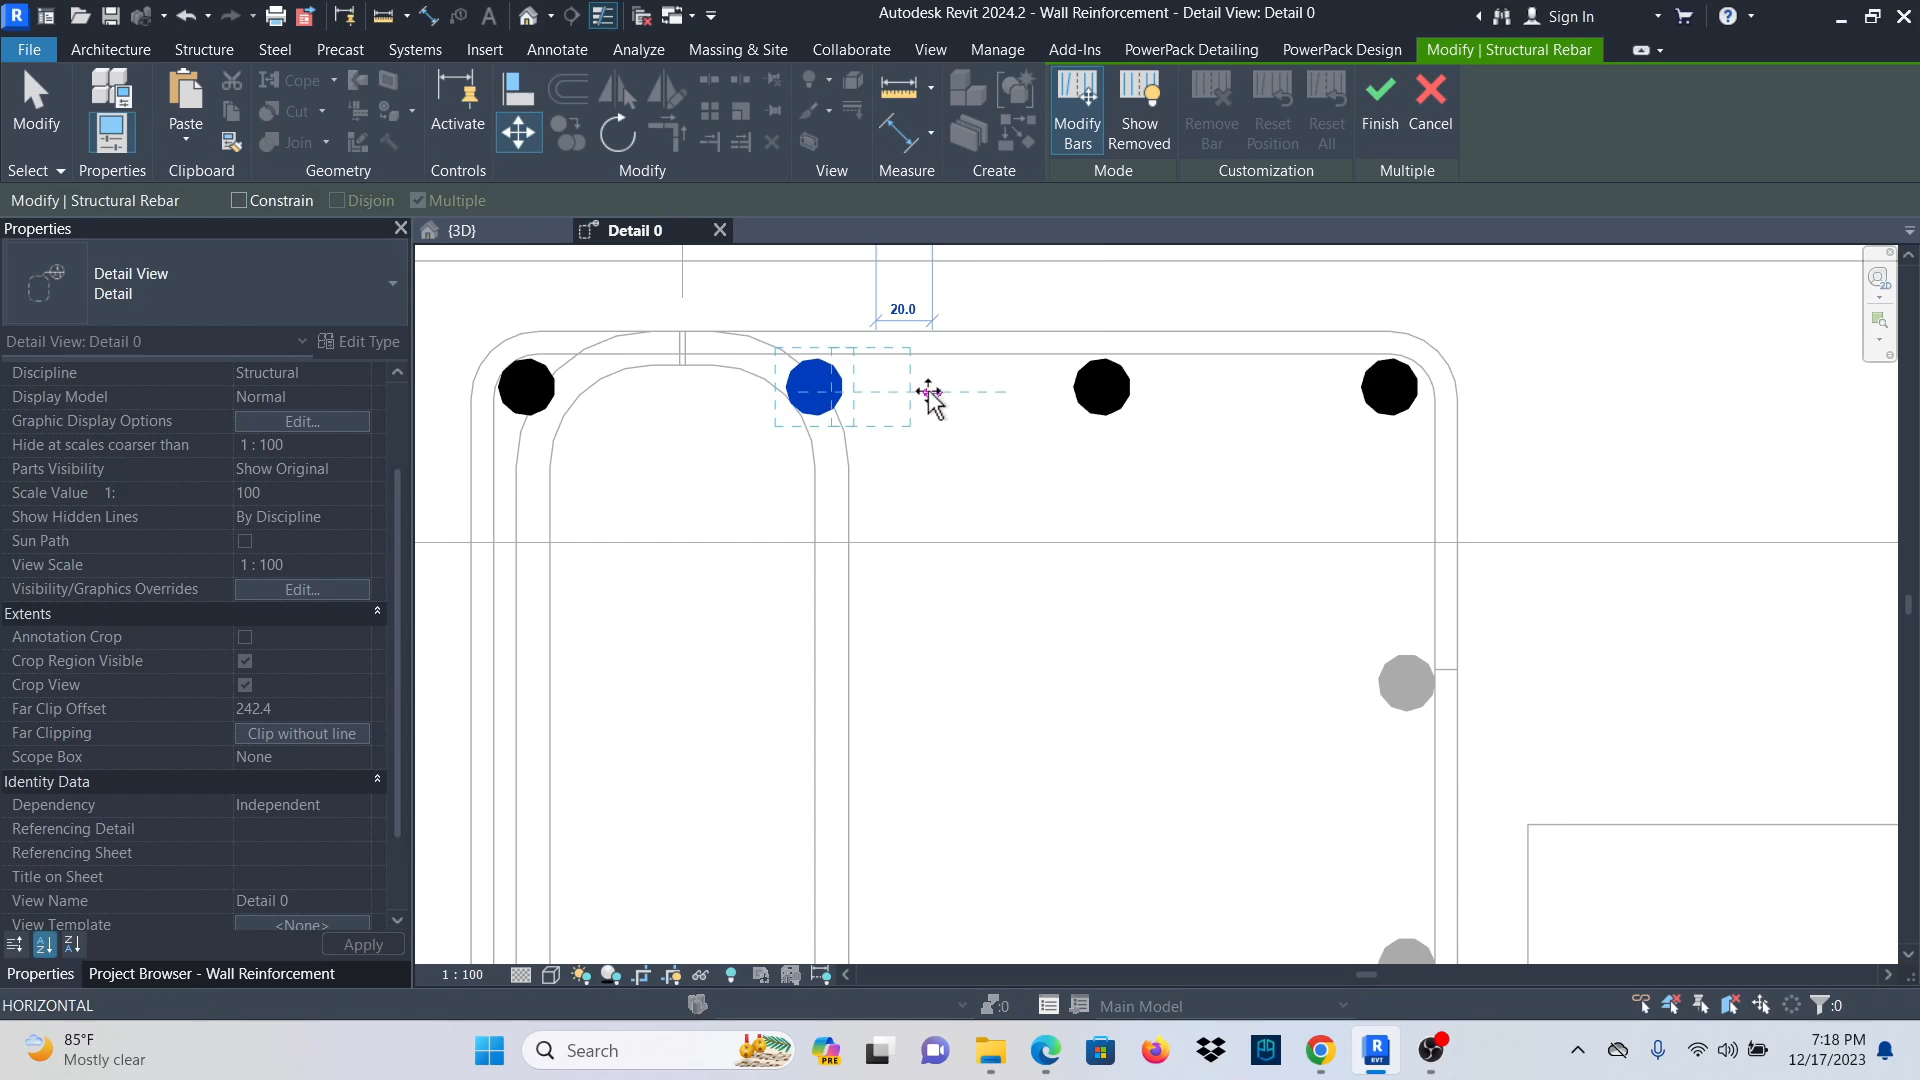 Autodesk Revit 2024.2 - Wall Reinforcement - Detail View: Detail 0
Sign In
File Architecture Structure Steel Precast Systems Insert Annotate Analyze Massing & Site Collaborate View Manage Add-Ins PowerPack Detailing PowerPack Design Modify | Structural Rebar
Modify Paste Cope Cut Join Activate Modify Bars Show Removed Remove Bar Reset Position Reset All Finish Cancel
Select Properties Clipboard Geometry Controls Modify View Measure Create Mode Customization Multiple
Modify | Structural Rebar Constrain Disjoin Multiple
Properties
{3D} Detail 0
Detail View
Detail
Detail View: Detail 0 Edit Type
Discipline Structural
Display Model Normal
Graphic Display Options Edit...
Hide at scales coarser than 1 : 100
Parts Visibility Show Original
Scale Value 1: 100
Show Hidden Lines By Discipline
Sun Path
View Scale 1 : 100
Visibility/Graphics Overrides Edit...
Extents
Annotation Crop
Crop Region Visible
Crop View
Far Clip Offset 242.4
Far Clipping Clip without line
Scope Box None
Identity Data
Dependency Independent
Referencing Detail
Referencing Sheet
Title on Sheet
View Name Detail 0
View Template <None>
Apply
20.0
2D
Properties Project Browser - Wall Reinforcement
1 : 100
HORIZONTAL
:0
Main Model
:0
85°F
Mostly clear
Search
PRE
R
RVT
7:18 PM
12/17/2023